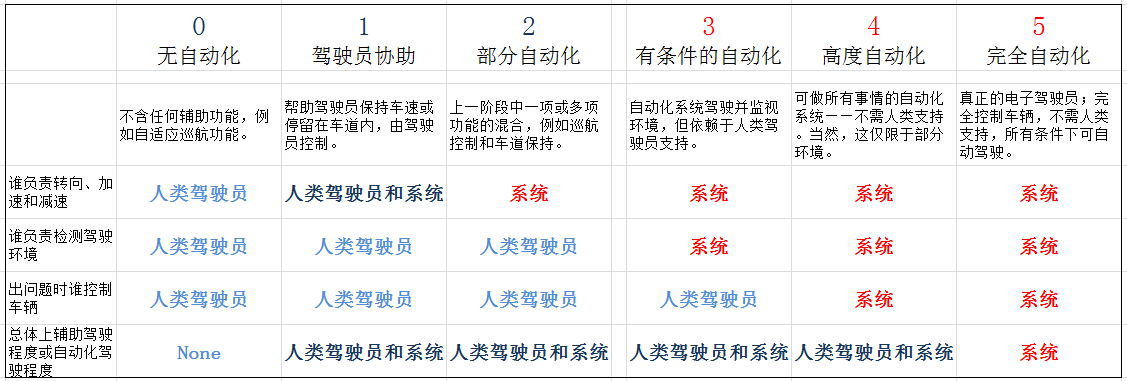 0
1
2
3
4
5
无自动化
驾驶员协助
部分自动化
有条件的自动化
高度自动化
完全自动化
不含任何辅助功能，例
如自适应巡航功能。
帮助驾驶员保持车速或
停留在车道内，由驾驶
员控制。
上一阶段中一项或多项
功能的混合，例如巡航
控制和车道保持。
自动化系统驾驶并监视
环境，但依赖于人类驾
驶员支持。
可做所有事情的自动化
系统——不需人类支持
。当然，这仅限于部分
环境。
真正的电子驾驶员；完
全控制车辆，不需人类
支持，所有条件下可自
动驾驶。
谁负责转向、加
速和减速
人类驾驶员
人类驾驶员和系统
系统
系统
系统
系统
谁负责检测驾驶
环境
人类驾驶员
人类驾驶员
人类驾驶员
系统
系统
系统
出问题时谁控制
车辆
人类驾驶员
人类驾驶员
人类驾驶员
人类驾驶员
系统
系统
总体上辅助驾驶
程度或自动化驾
驶程度
None
人类驾驶员和系统
人类驾驶员和系统
人类驾驶员和系统
人类驾驶员和系统
系统